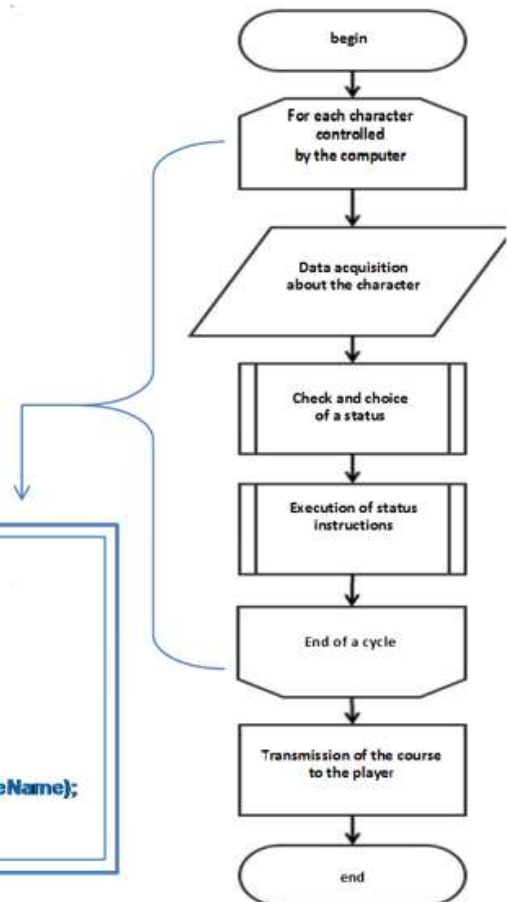 begin
For each character
controlled
by the computer
Data acquisition
about the character
Check and choice
of a status
Execution of status
instructions
End of a cycle
eName);
Transmission of the course
to the player
end